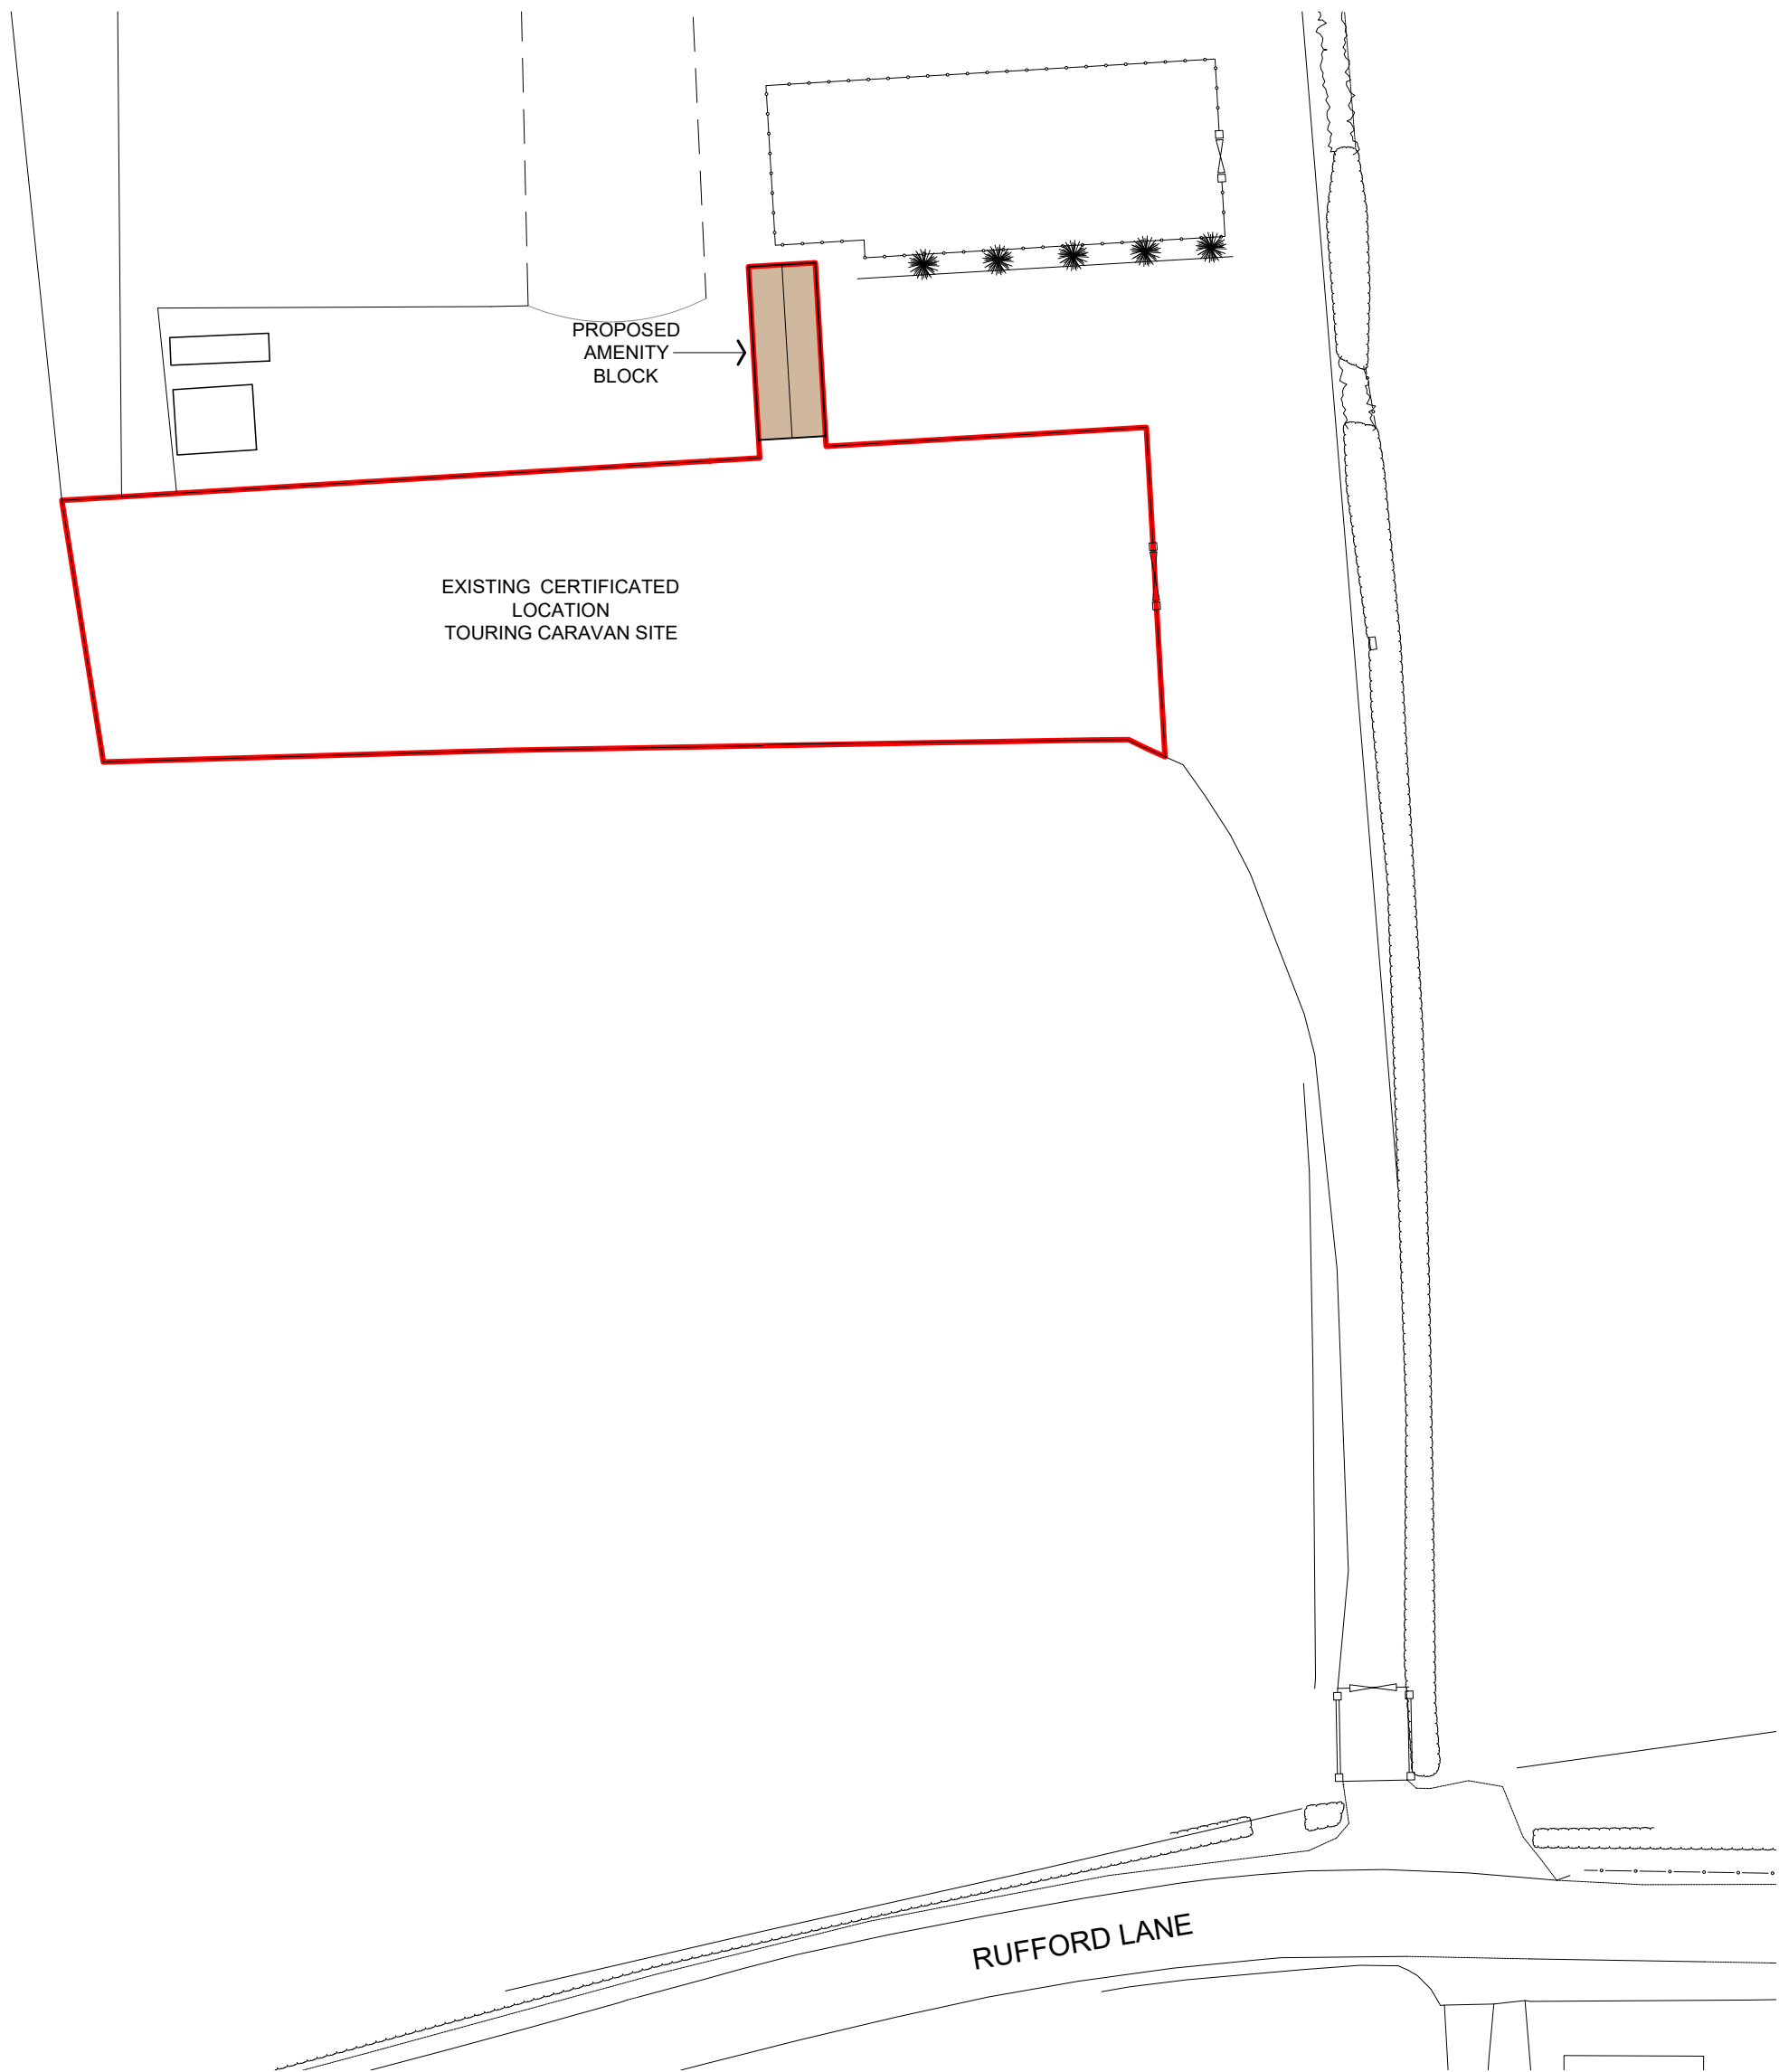 PROPOSED
AMENITY
BLOCK
EXISTING CERTIFICATED
LOCATION
TOURING CARAVAN SITE
RUFFORD LANE